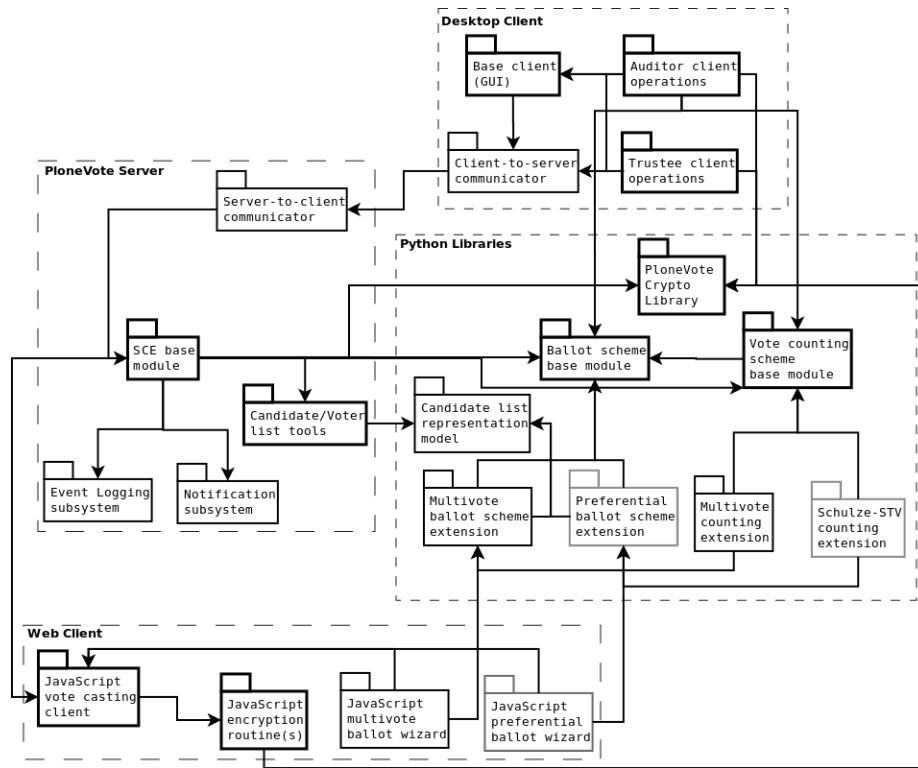 Desktop Client
Base client
(GUI)
Auditor client
operations
Client-to-server
communicator
Trustee client
operations
PloneVote Server
Server-to-client
communicator
SCE base
module
Candidate/Voter
list tools
Event Logging
subsystem
Notification
subsystem
Python Libraries
PloneVote
Crypto
Library
Ballot scheme
base module
Vote counting
scheme
base module
Candidate list
representation
model
Multivote
ballot scheme
extension
Preferential
ballot scheme
extension
Multivote
counting
extension
Schulze-STV
counting
extension
Web Client
JavaScript
vote casting
client
JavaScript
encryption
routine(s)
JavaScript
multivote
ballot wizard
JavaScript
preferential
ballot wizard